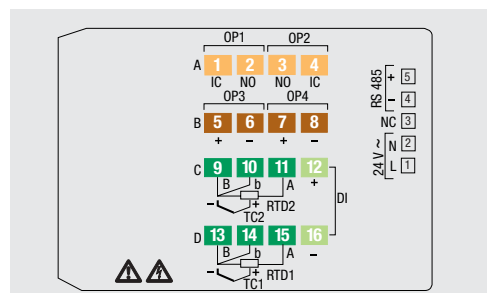 OP1 OP2
A 1 2 3 4
IC NO NO IC
OP3 OP4
B 5 6 7 8
+ − + −
C 9 10 11 12
B b A +
− + RTD2
TC2
DI
D 13 14 15 16
B b A −
− + RTD1
TC1
RS 485 + 5
− 4
NC 3
24 V ~ N 2
L 1